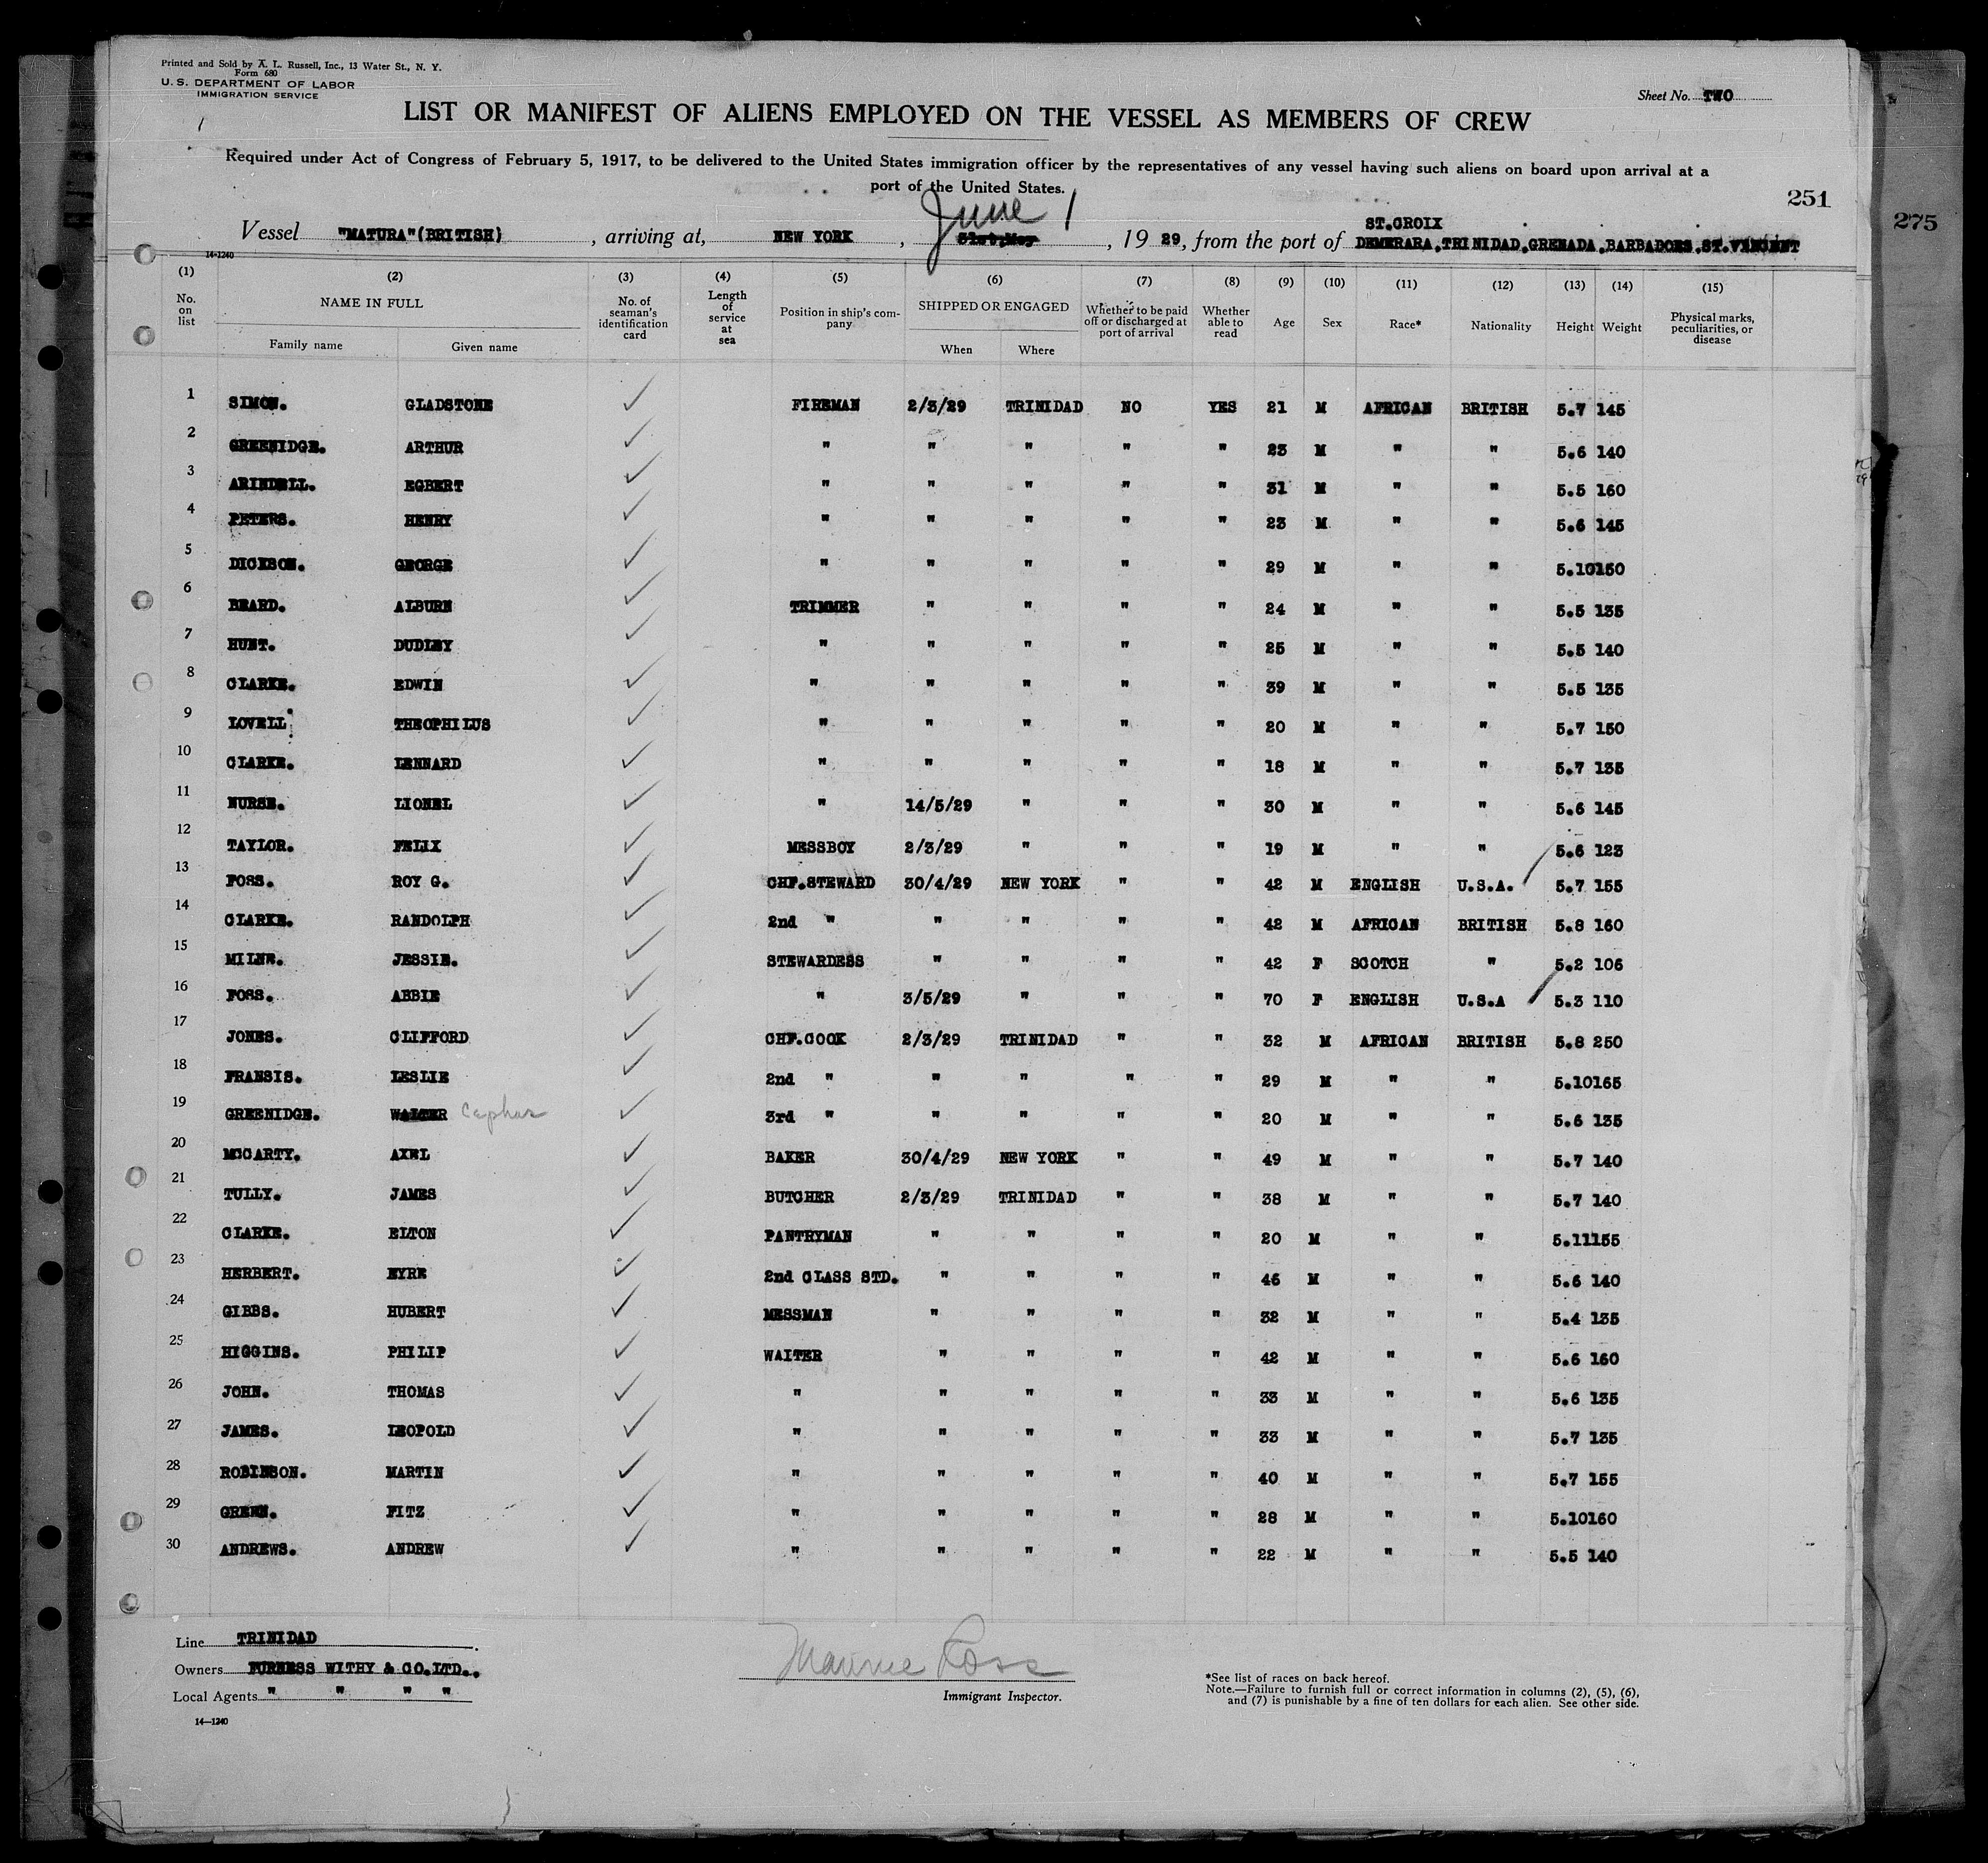 Printed and Sold by A. L. Russell, Inc., 13 Water St., N. Y.
Form 680
U. S. DEPARTMENT OF LABOR
IMMIGRATION SERVICE
Sheet No. TWO
LIST OR MANIFEST OF ALIENS EMPLOYED ON THE VESSEL AS MEMBERS OF CREW
Required under Act of Congress of February 5, 1917, to be delivered to the United States immigration officer by the representatives of any vessel having such aliens on board upon arrival at a
port of the United States.
251
275
June 1
ST.CROIX
Vessel "MATURA"(BRITISH), arriving at, NEW YORK, 31st,May, 1929, from the port of DEMERARA.TRINIDAD.GRENADA.BARBADOES.ST.VINCENT
14-1240
(1) (2) (3) (4) (5) (6) (7) (8) (9) (10) (11) (12) (13) (14) (15)
No. on list NAME IN FULL Family name Given name No. of seaman's identification card Length of service at sea Position in ship's company SHIPPED OR ENGAGED When Where Whether to be paid off or discharged at port of arrival Whether able to read Age Sex Race* Nationality Height Weight Physical marks, peculiarities, or disease
1 SIMON. GLADSTONE ✓ FIREMAN 2/3/29 TRINIDAD NO YES 21 M AFRICAN BRITISH 5.7 145
2 GREENIDGE. ARTHUR ✓ " " " " " 23 M " " 5.6 140
3 ARINDELL. EGBERT ✓ " " " " " 31 M " " 5.5 160
4 PETERS. HENRY ✓ " " " " " 23 M " " 5.6 145
5 DICKSON. GEORGE ✓ " " " " " 29 M " " 5.10 150
6 BEARD. ALBURN ✓ TRIMMER " " " " 24 M " " 5.5 135
7 HUNT. DUDLEY ✓ " " " " " 25 M " " 5.5 140
8 CLARKE. EDWIN ✓ " " " " " 39 M " " 5.5 135
9 LOVELL. THEOPHILUS ✓ " " " " " 20 M " " 5.7 150
10 CLARKE. LENNARD ✓ " " " " " 18 M " " 5.7 135
11 NURSE. LIONEL ✓ " 14/5/29 " " " 30 M " " 5.6 145
12 TAYLOR. FELIX ✓ MESSBOY 2/3/29 " " " 19 M " " 5.6 123
13 FOSS. ROY G. ✓ CHF.STEWARD 30/4/29 NEW YORK " " 42 M ENGLISH U.S.A. 5.7 155
14 CLARKE. RANDOLPH ✓ 2nd " " " " " 42 M AFRICAN BRITISH 5.8 160
15 MILNE. JESSIE. ✓ STEWARDESS " " " " 42 F SCOTCH " 5.2 106
16 FOSS. ABBIE ✓ " 3/5/29 " " " 70 F ENGLISH U.S.A 5.3 110
17 JONES. CLIFFORD ✓ CHF.COOK 2/3/29 TRINIDAD " " 32 M AFRICAN BRITISH 5.8 250
18 FRANSIS. LESLIE ✓ 2nd " " " " " 29 M " " 5.10 165
19 GREENIDGE. WALTER Cephas ✓ 3rd " " " " " 20 M " " 5.6 135
20 MCCARTY. AXEL ✓ BAKER 30/4/29 NEW YORK " " 49 M " " 5.7 140
21 TULLY. JAMES ✓ BUTCHER 2/3/29 TRINIDAD " " 38 M " " 5.7 140
22 CLARKE. ELTON ✓ PANTRYMAN " " " " 20 M " " 5.11 155
23 HERBERT. EYRE ✓ 2nd CLASS STD. " " " " 46 M " " 5.6 140
24 GIBBS. HUBERT ✓ MESSMAN " " " " 32 M " " 5.4 135
25 HIGGINS. PHILIP ✓ WAITER " " " " 42 M " " 5.6 160
26 JOHN. THOMAS ✓ " " " " " 33 M " " 5.6 135
27 JAMES. LEOPOLD ✓ " " " " " 33 M " " 5.7 135
28 ROBINSON. MARTIN ✓ " " " " " 40 M " " 5.7 155
29 GREEN. FITZ ✓ " " " " " 28 M " " 5.10 160
30 ANDREWS. ANDREW ✓ " " " " " 22 M " " 5.5 140
Line TRINIDAD
Owners FURNESS WITHY & CO.LTD..
Local Agents " " " "
14—1240
Maurice Ross
Immigrant Inspector.
*See list of races on back hereof.
Note.—Failure to furnish full or correct information in columns (2), (5), (6),
and (7) is punishable by a fine of ten dollars for each alien. See other side.